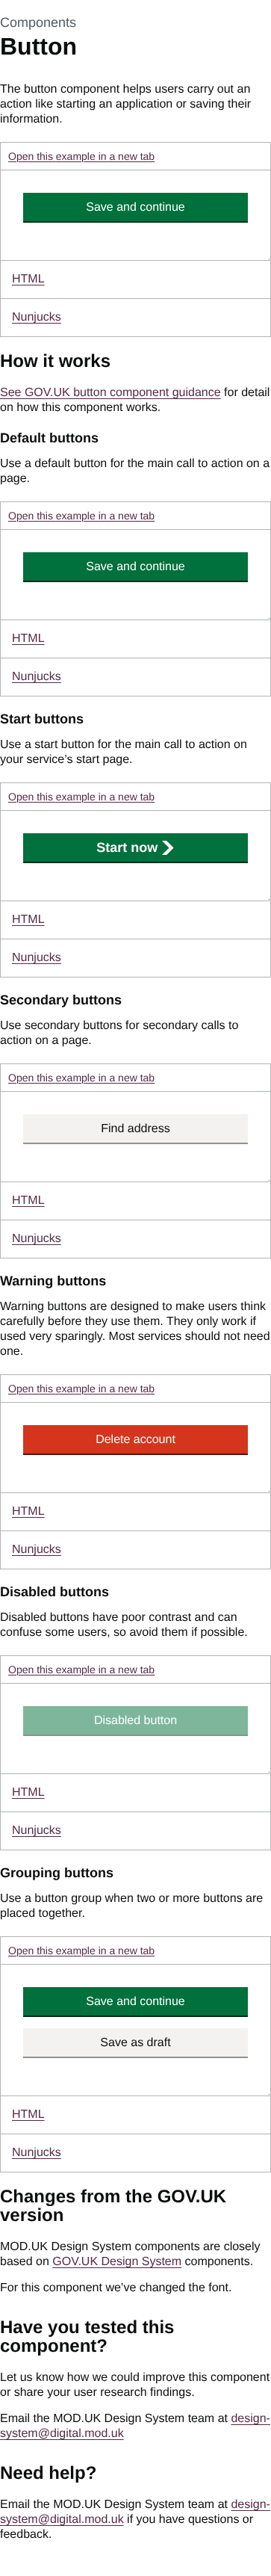 Components
Button
The button component helps users carry out an
action like starting an application or saving their
information.
Open this example in a new tab
Save and continue
HTML
Nunjucks
How it works
See GOV.UK button component guidance for detail
on how this component works.
Default buttons
Use a default button for the main call to action on a
page.
Open this example in a new tab
Save and continue
HTML
Nunjucks
Start buttons
Use a start button for the main call to action on
your service’s start page.
Open this example in a new tab
Start now
HTML
Nunjucks
Secondary buttons
Use secondary buttons for secondary calls to
action on a page.
Open this example in a new tab
Find address
HTML
Nunjucks
Warning buttons
Warning buttons are designed to make users think
carefully before they use them. They only work if
used very sparingly. Most services should not need
one.
Open this example in a new tab
Delete account
HTML
Nunjucks
Disabled buttons
Disabled buttons have poor contrast and can
confuse some users, so avoid them if possible.
Open this example in a new tab
Disabled button
HTML
Nunjucks
Grouping buttons
Use a button group when two or more buttons are
placed together.
Open this example in a new tab
Save and continue
Save as draft
HTML
Nunjucks
Changes from the GOV.UK
version
MOD.UK Design System components are closely
based on GOV.UK Design System components.
For this component we’ve changed the font.
Have you tested this
component?
Let us know how we could improve this component
or share your user research findings.
Email the MOD.UK Design System team at design-
system@digital.mod.uk
Need help?
Email the MOD.UK Design System team at design-
system@digital.mod.uk if you have questions or
feedback.